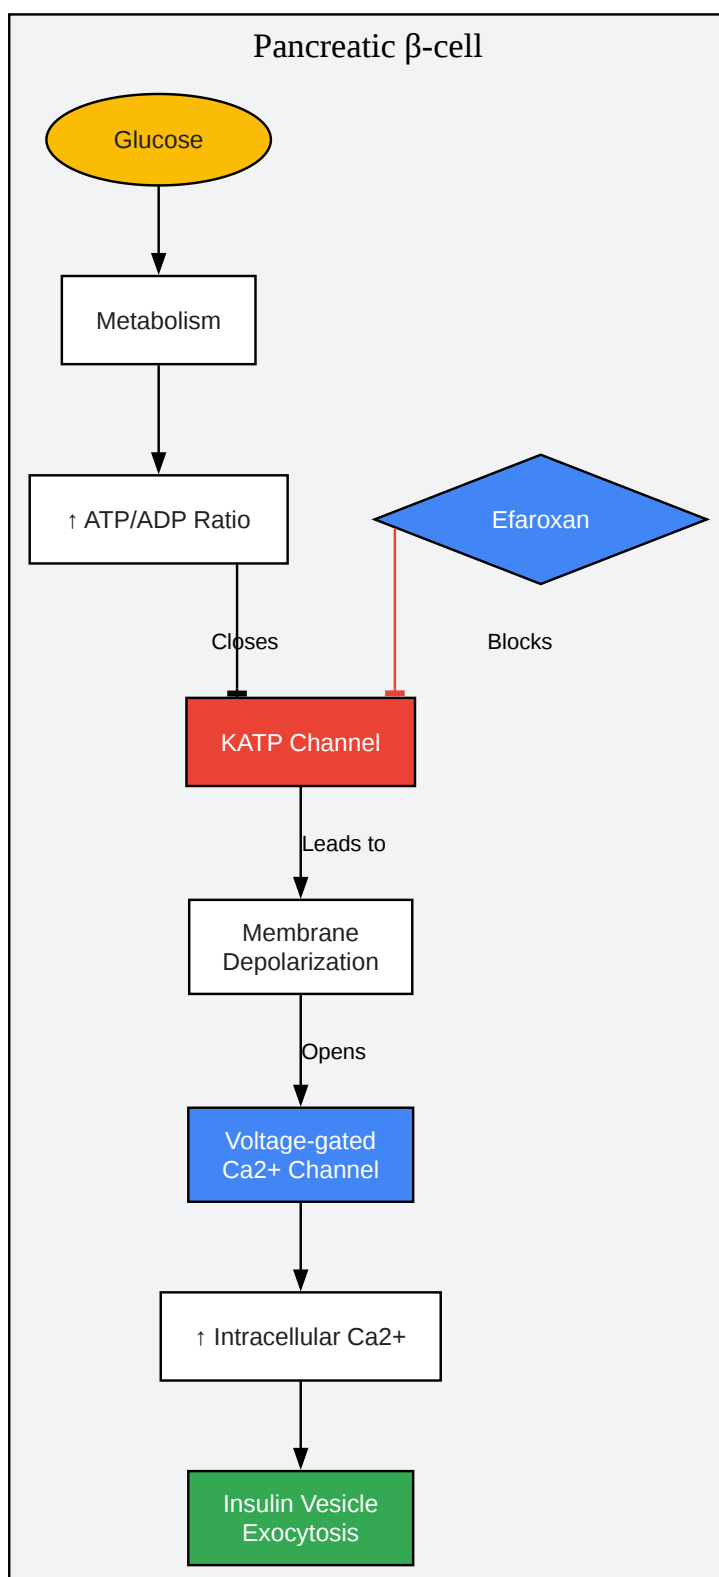 Pancreatic β-cell
Glucose
Metabolism
↑ ATP/ADP Ratio
Efaroxan
Closes
Blocks
KATP Channel
Leads to
Membrane
Depolarization
Opens
Voltage-gated
Ca2+ Channel
↑ Intracellular Ca2+
Insulin Vesicle
Exocytosis